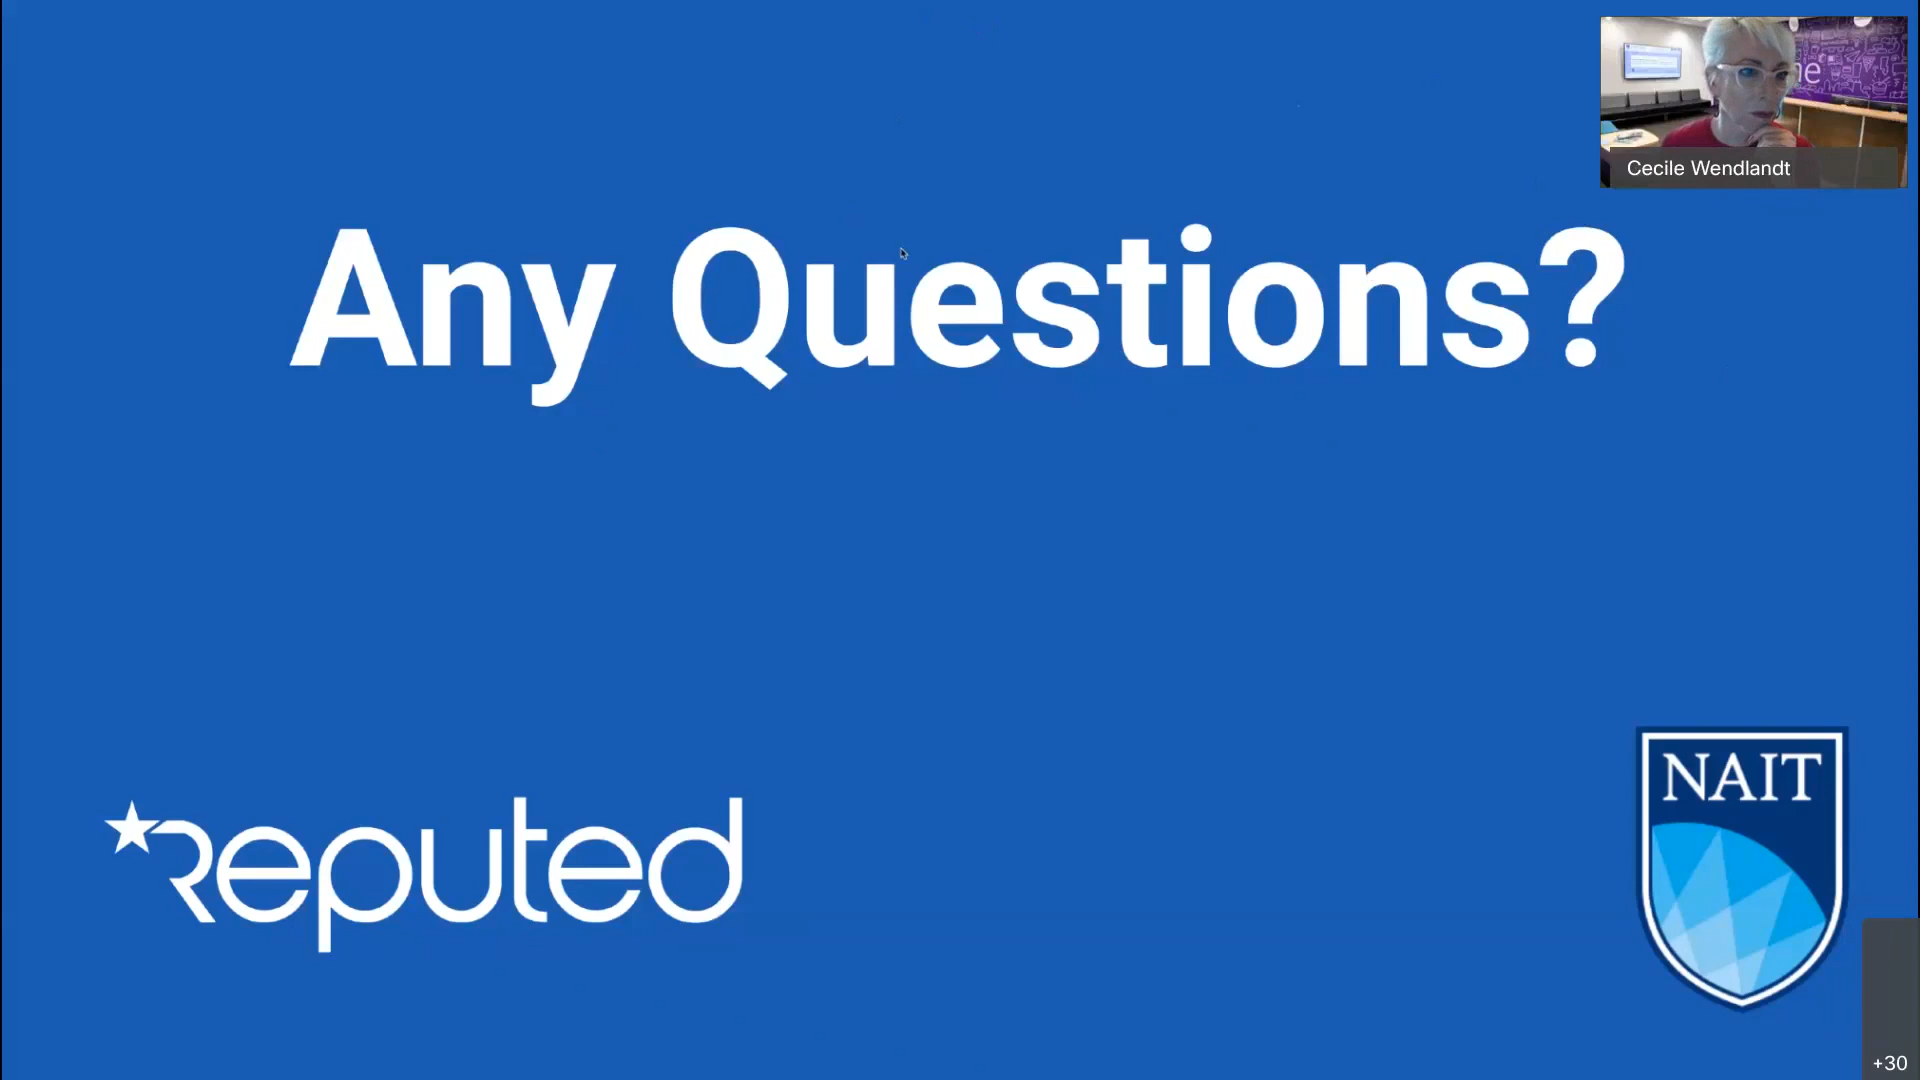 Cecile Wendlandt
Any Questions?
Reputed
NAIT
+30